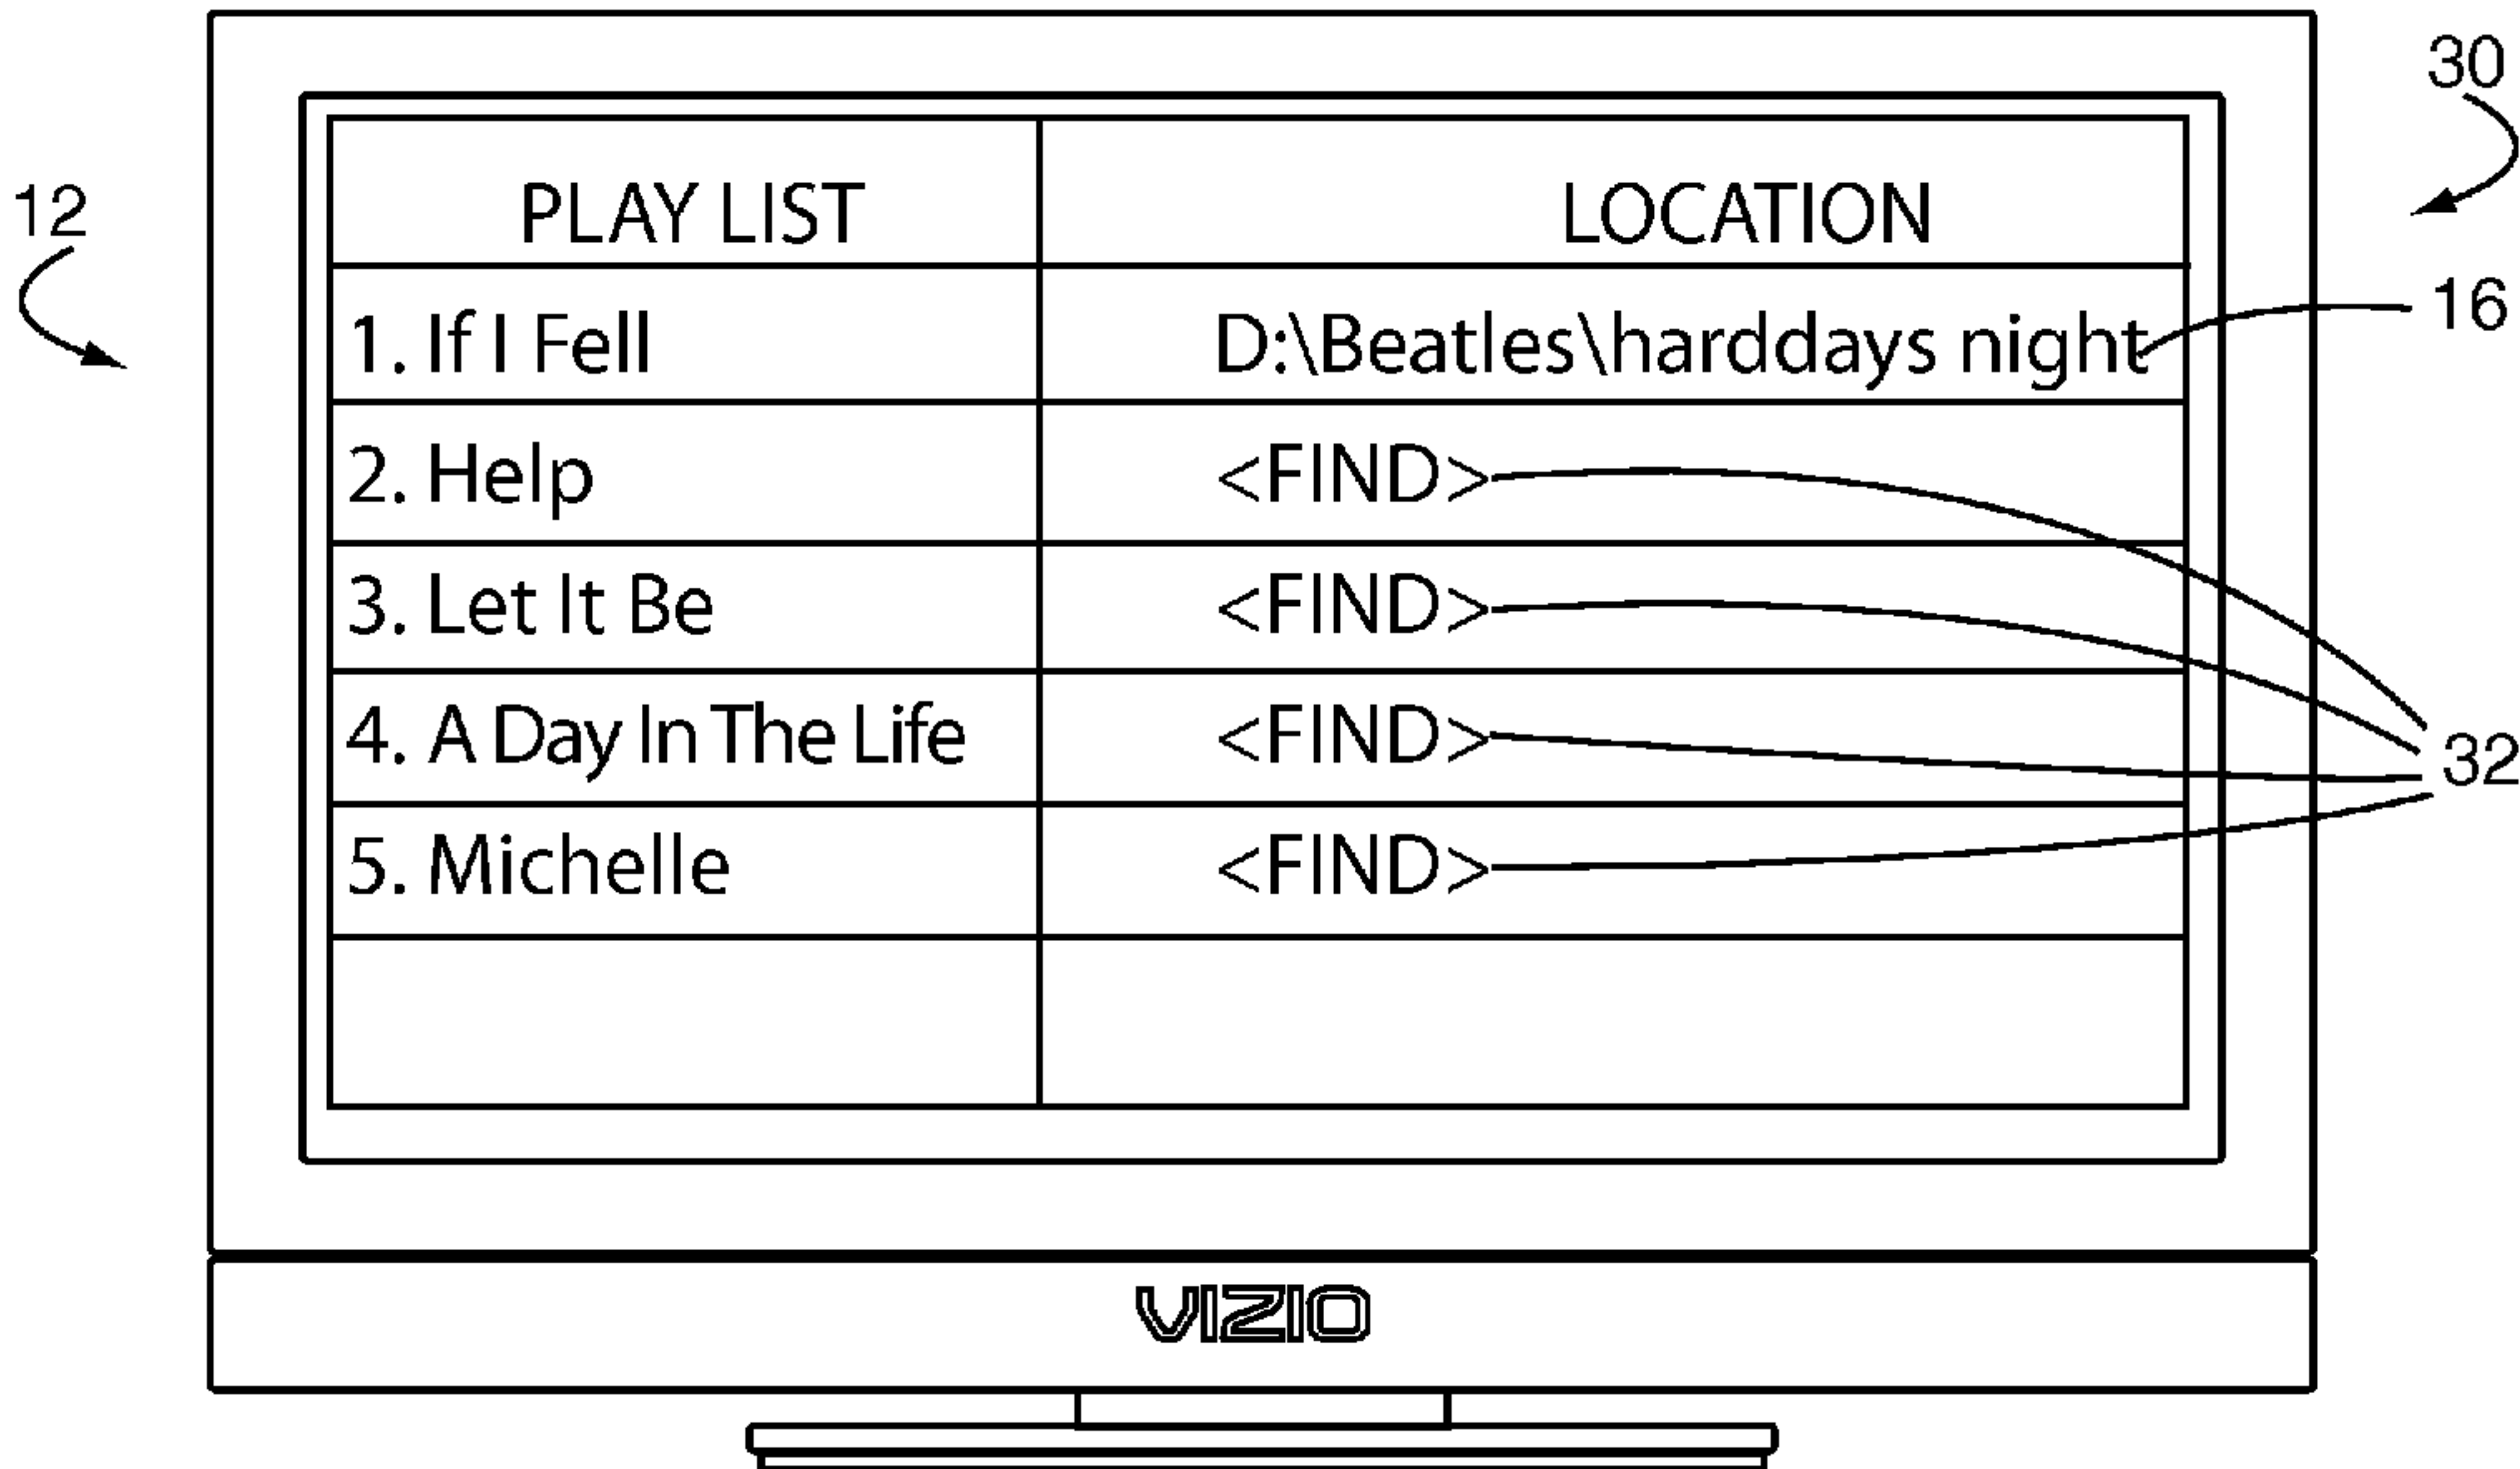 30
12
PLAY LIST LOCATION
16
1. If I Fell D:\Beatles\harddays night
2. Help <FIND>
3. Let It Be <FIND>
4. A Day In The Life <FIND>
32
5. Michelle <FIND>
VIZIO